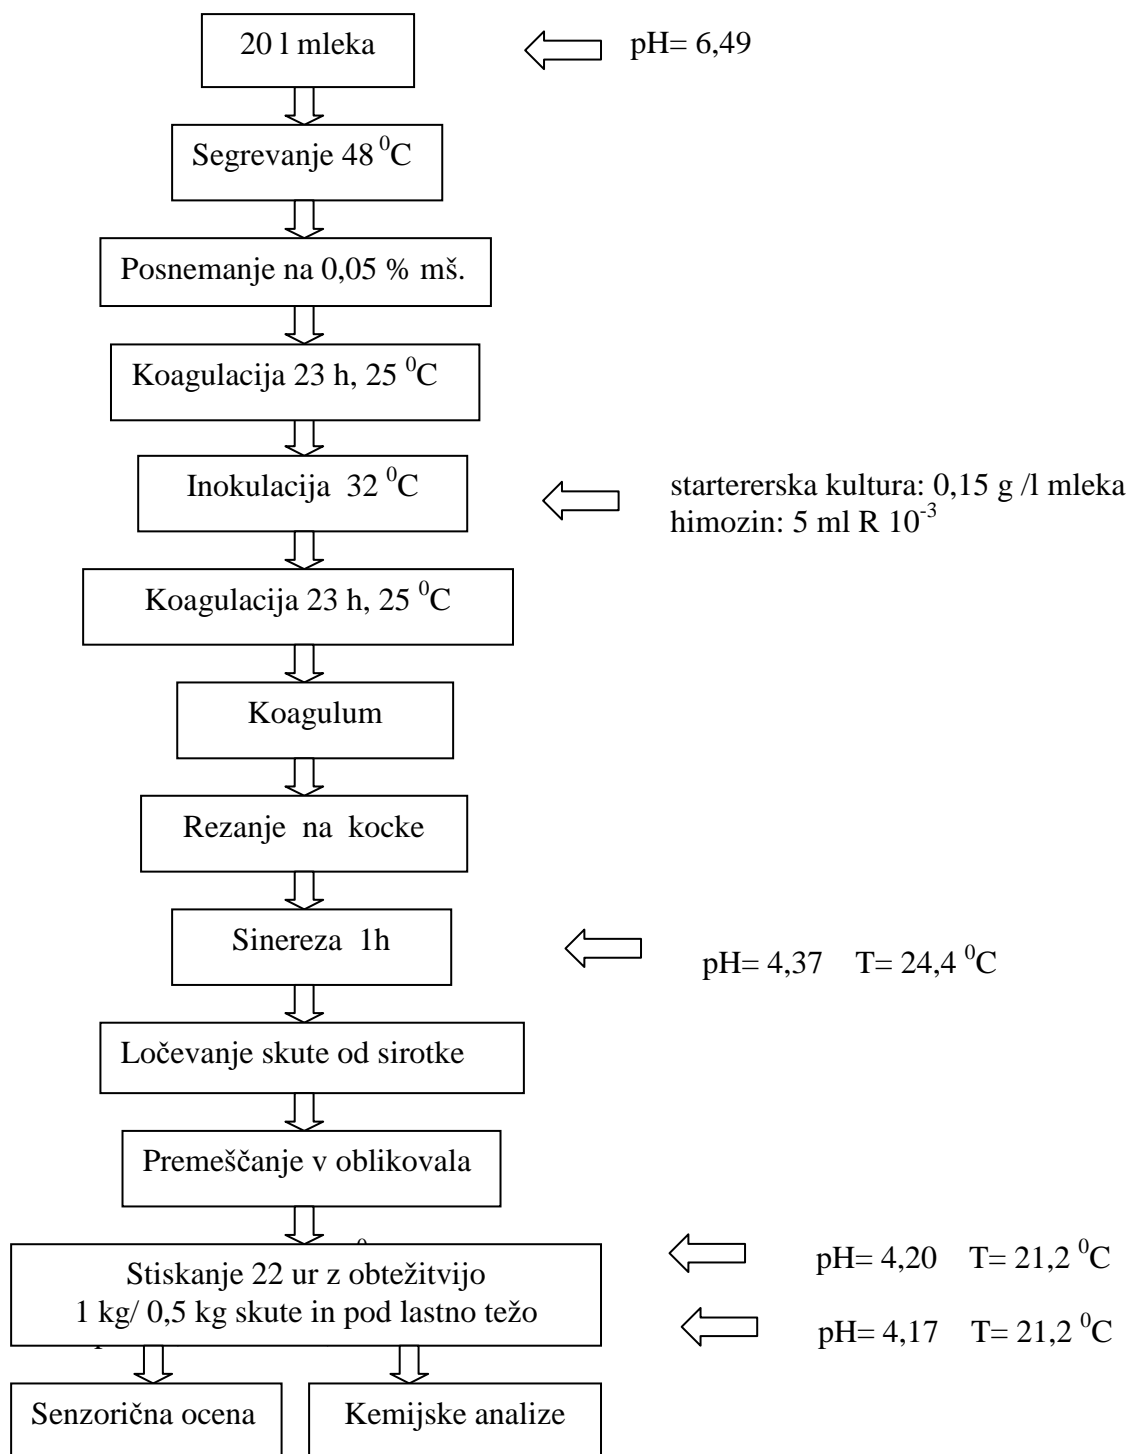 20 l mleka
pH= 6,49
Segrevanje 48 ⁰C
Posnemanje na 0,05 % mš.
Koagulacija 23 h, 25 ⁰C
Inokulacija 32 ⁰C
startererska kultura: 0,15 g /l mleka
himozin: 5 ml R 10⁻³
Koagulacija 23 h, 25 ⁰C
Koagulum
Rezanje na kocke
Sinereza 1h
pH= 4,37 T= 24,4 ⁰C
Ločevanje skute od sirotke
Premeščanje v oblikovala
Stiskanje 22 ur z obtežitvijo
1 kg/ 0,5 kg skute in pod lastno težo
pH= 4,20 T= 21,2 ⁰C
pH= 4,17 T= 21,2 ⁰C
Senzorična ocena
Kemijske analize